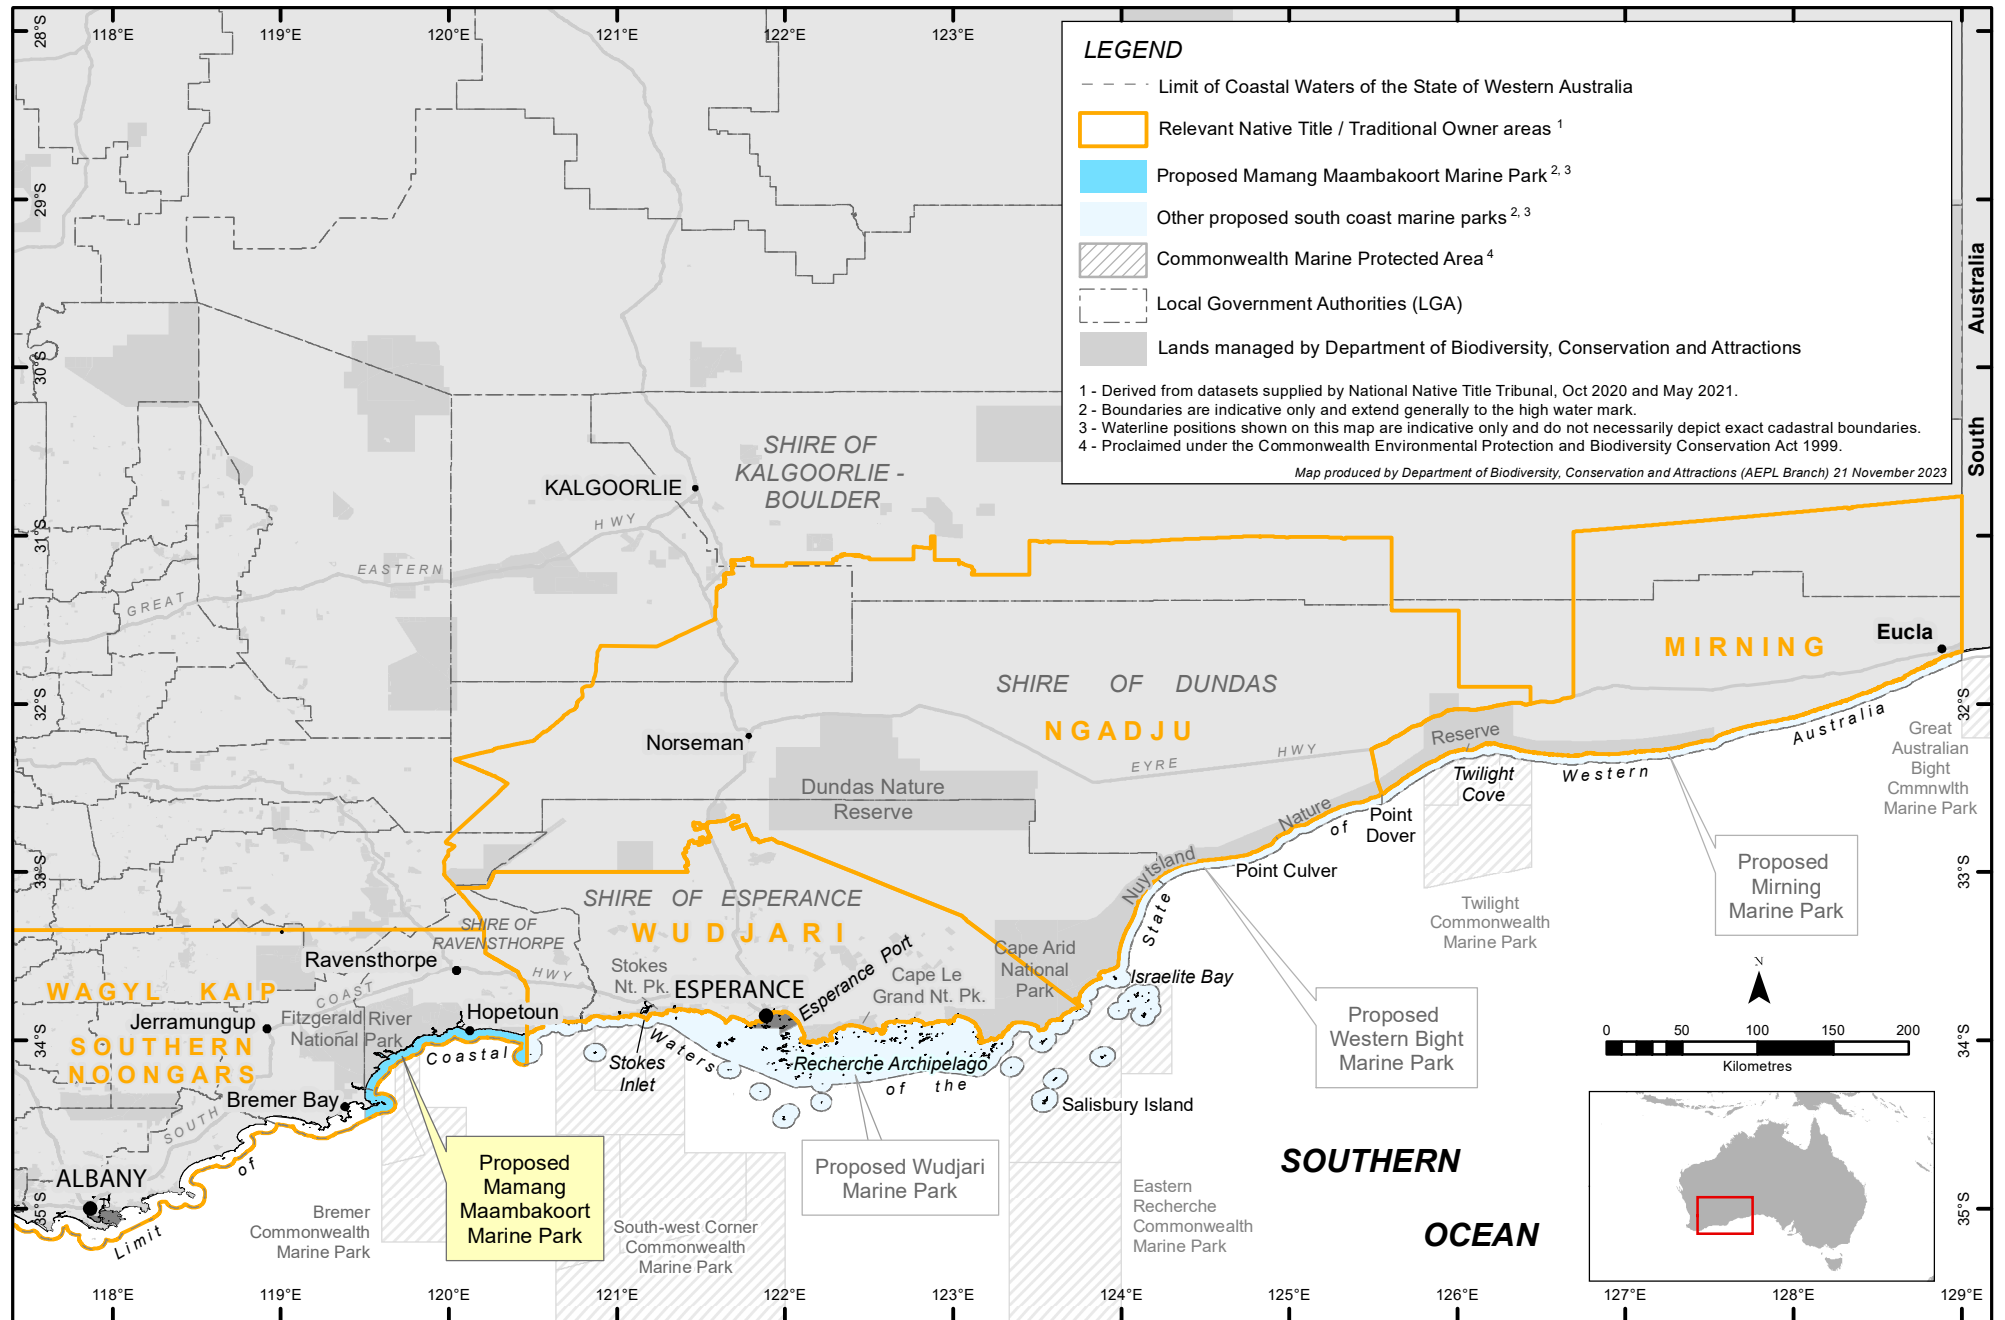 118°E
119°E
120°E
121°E
122°E
123°E
28°S
29°S
30°S
31°S
32°S
33°S
34°S
35°S
LEGEND
Limit of Coastal Waters of the State of Western Australia
Relevant Native Title / Traditional Owner areas 1
Proposed Mamang Maambakoort Marine Park 2, 3
Other proposed south coast marine parks 2, 3
Commonwealth Marine Protected Area 4
Local Government Authorities (LGA)
Lands managed by Department of Biodiversity, Conservation and Attractions
1 - Derived from datasets supplied by National Native Title Tribunal, Oct 2020 and May 2021.
2 - Boundaries are indicative only and extend generally to the high water mark.
3 - Waterline positions shown on this map are indicative only and do not necessarily depict exact cadastral boundaries.
4 - Proclaimed under the Commonwealth Environmental Protection and Biodiversity Conservation Act 1999.
Map produced by Department of Biodiversity, Conservation and Attractions (AEPL Branch) 21 November 2023
South Australia
SHIRE OF
KALGOORLIE -
BOULDER
KALGOORLIE
GREAT EASTERN HWY
MIRNING
Eucla
SHIRE OF DUNDAS
NGADJU
Norseman
EYRE HWY
Dundas Nature
Reserve
Nuytsland Nature Reserve
Twilight
Cove
Point
Dover
Point Culver
Great
Australian
Bight
Cmmnwlth
Marine Park
Proposed
Mirning
Marine Park
Twilight
Commonwealth
Marine Park
SHIRE OF ESPERANCE
WUDJARI
SHIRE OF
RAVENSTHORPE
Ravensthorpe
Stokes
Nt. Pk.
ESPERANCE
Esperance Port
Cape Le
Grand Nt. Pk.
Cape Arid
National
Park
Israelite Bay
WAGYL KAIP
SOUTHERN
NOONGARS
SOUTH COAST HWY
Jerramungup
Fitzgerald River
National Park
Hopetoun
Bremer Bay
ALBANY
Limit of Coastal Waters of the State of Western Australia
Stokes
Inlet
Recherche Archipelago
Salisbury Island
Proposed
Western Bight
Marine Park
Proposed Wudjari
Marine Park
Proposed
Mamang
Maambakoort
Marine Park
Bremer
Commonwealth
Marine Park
South-west Corner
Commonwealth
Marine Park
Eastern
Recherche
Commonwealth
Marine Park
SOUTHERN
OCEAN
N
0 50 100 150 200
Kilometres
32°S
33°S
34°S
35°S
118°E
119°E
120°E
121°E
122°E
123°E
124°E
125°E
126°E
127°E
128°E
129°E